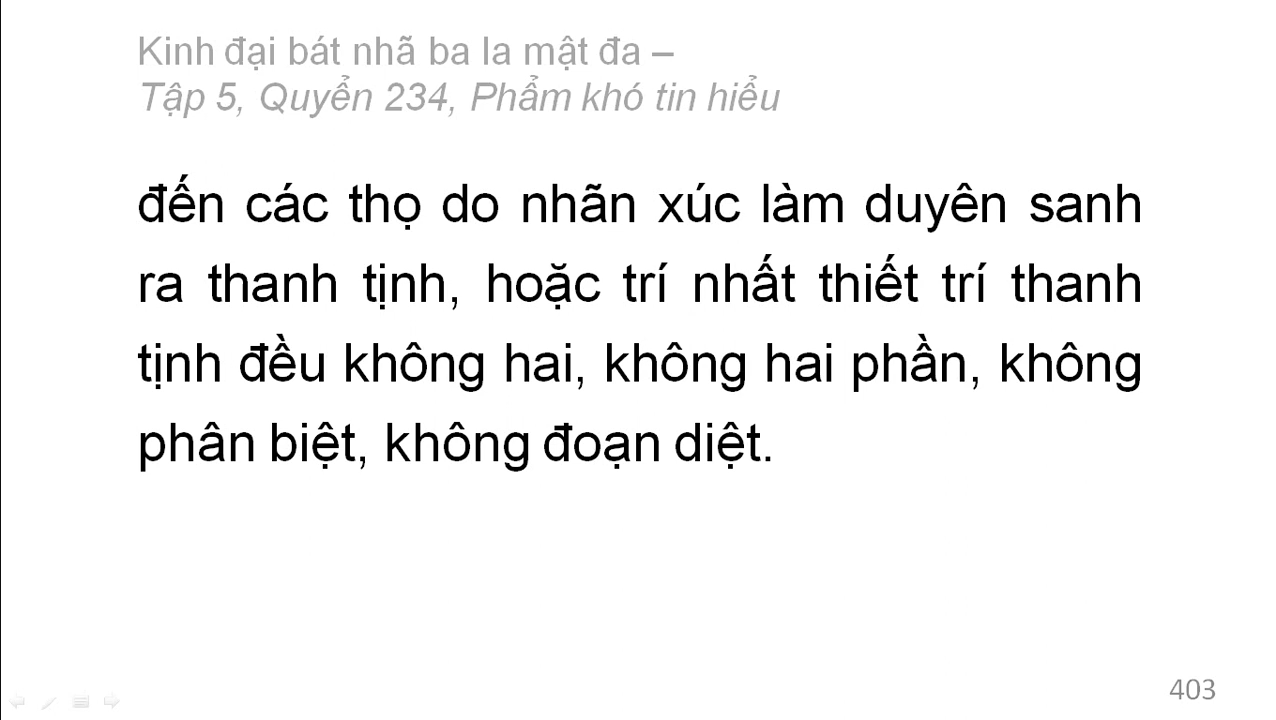 Kinh đại bát nhã ba la mật đa –
Tập 5, Quyển 234, Phẩm khó tin hiểu
đến các thọ do nhãn xúc làm duyên sanh
ra thanh tịnh, hoặc trí nhất thiết trí thanh
tịnh đều không hai, không hai phần, không
phân biệt, không đoạn diệt.
403